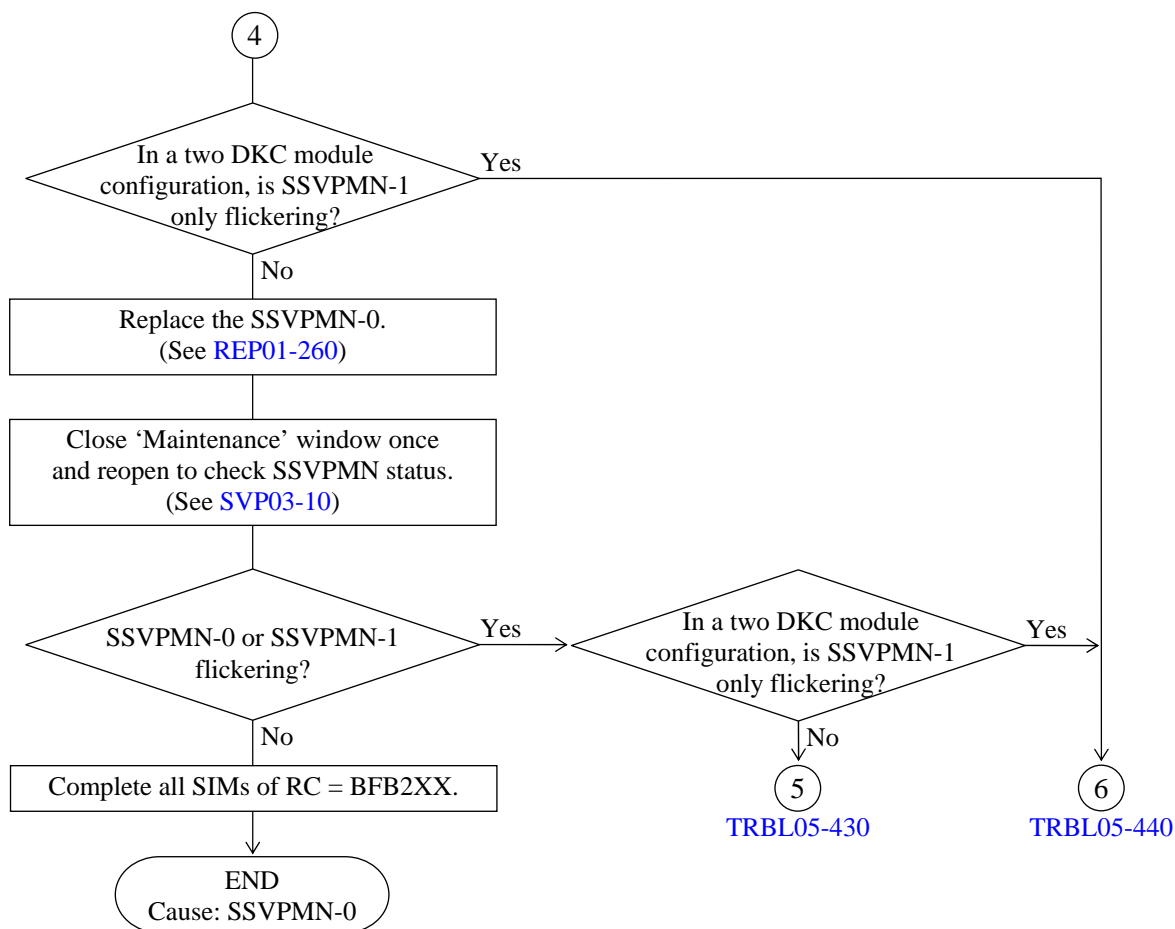 4
In a two DKC module
configuration, is SSVPMN-1
only flickering?
Yes
No
Replace the SSVPMN-0.
(See REP01-260)
Close ‘Maintenance’ window once
and reopen to check SSVPMN status.
(See SVP03-10)
SSVPMN-0 or SSVPMN-1
flickering?
Yes
In a two DKC module
configuration, is SSVPMN-1
only flickering?
Yes
No
No
Complete all SIMs of RC = BFB2XX.
5
TRBL05-430
6
TRBL05-440
END
Cause: SSVPMN-0